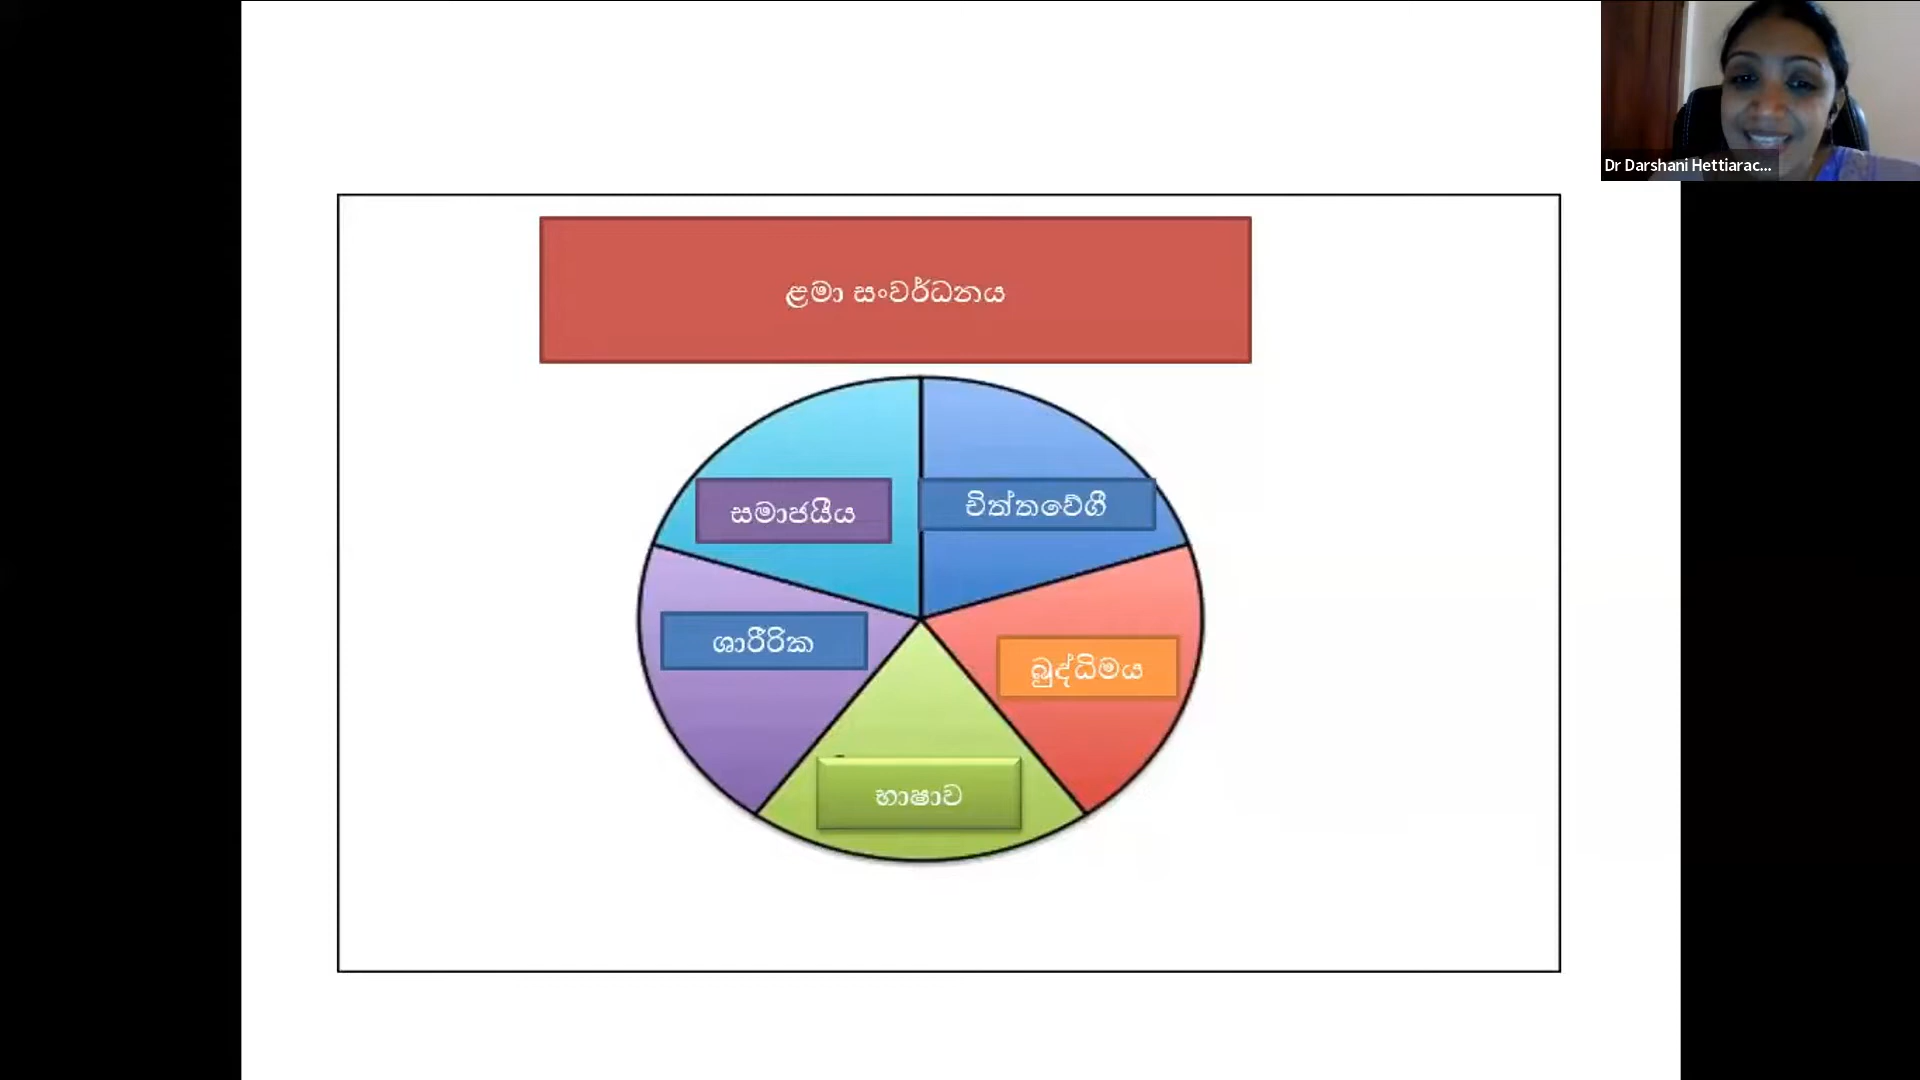 Dr Darshani Hettiarac...
ළමා සංවර්ධනය
සමාජයීය
චිත්තවේගී
ශාරීරික
බුද්ධිමය
භාෂාව